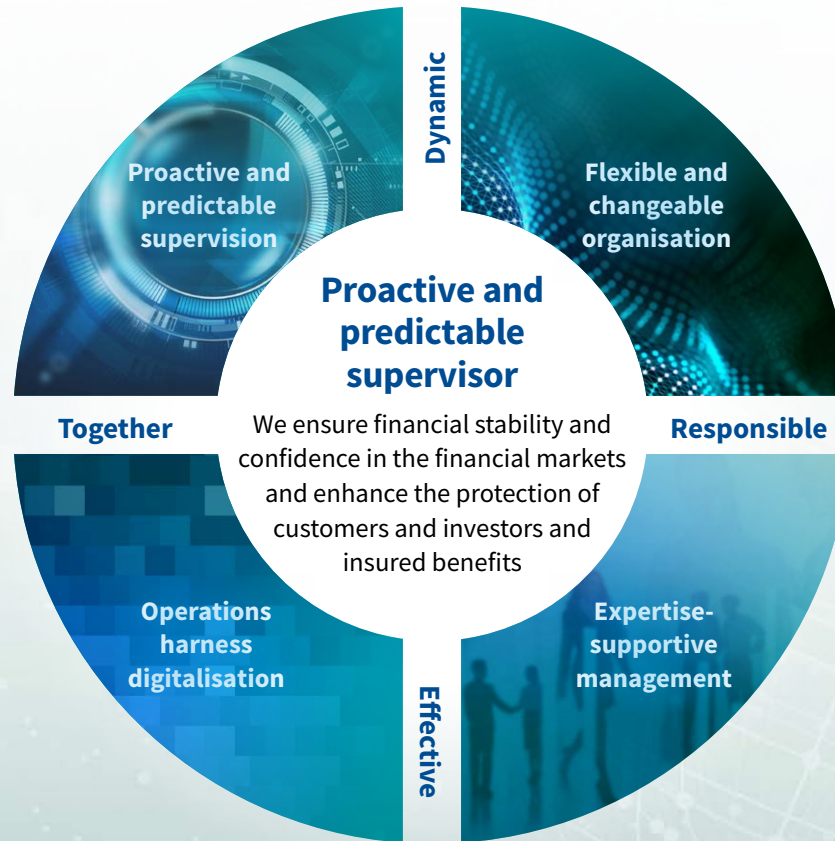 Dynamic
Proactive and
predictable
supervision
Flexible and
changeable
organisation
Proactive and
predictable
supervisor
Together
We ensure financial stability and
confidence in the financial markets
and enhance the protection of
customers and investors and
insured benefits
Responsible
Operations
harness
digitalisation
Expertise-
supportive
management
Effective